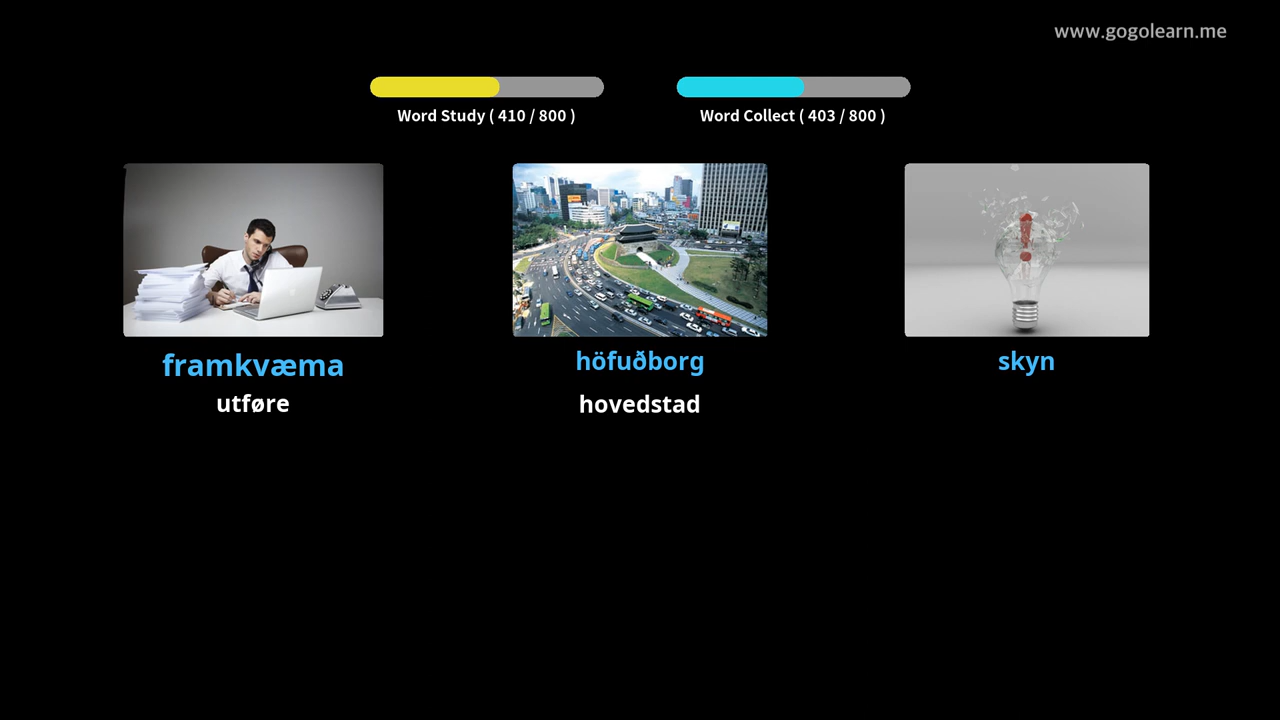 www.gogolearn.me
Word Study ( 410 / 800 )
Word Collect ( 403 / 800 )
framkvæma
höfuðborg
skyn
utføre
hovedstad